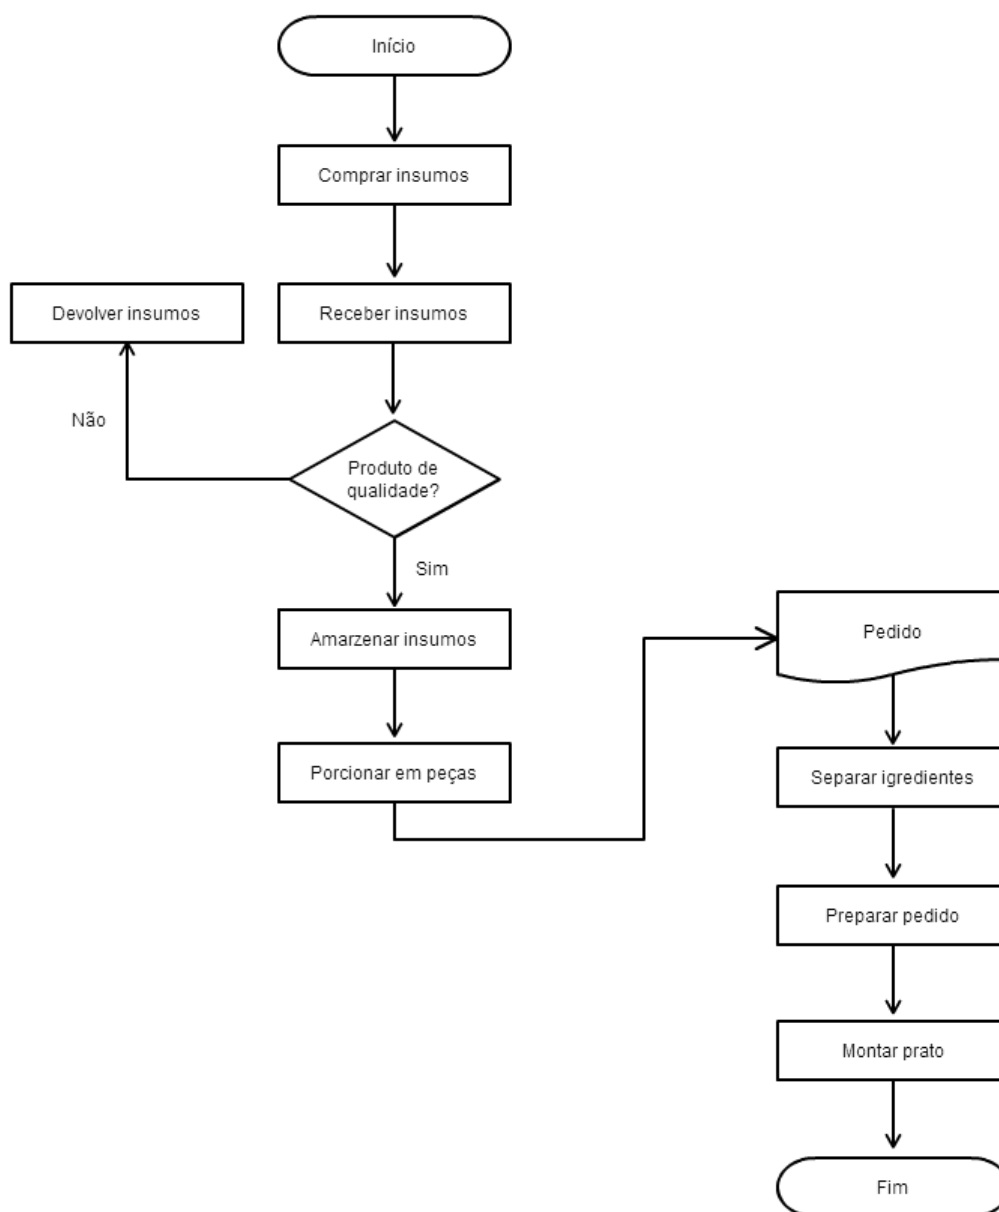 Início
Comprar insumos
Devolver insumos
Receber insumos
Não
Produto de
qualidade?
Sim
Amarzenar insumos
Porcionar em peças
Pedido
Separar igredientes
Preparar pedido
Montar prato
Fim